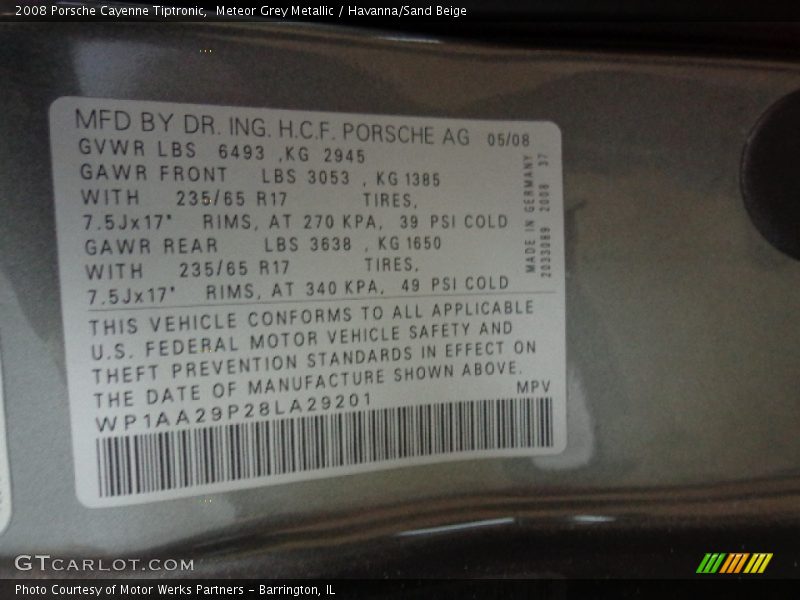 2008 Porsche Cayenne Tiptronic,  Meteor Grey Metallic / Havanna/Sand Beige
MFD BY DR. ING. H.C.F. PORSCHE AG 05/08
GVWR LBS 6493 ,KG 2945
GAWR FRONT LBS 3053 , KG 1385
WITH 235/65 R17 TIRES,
7.5Jx17" RIMS, AT 270 KPA, 39 PSI COLD
GAWR REAR LBS 3638 , KG 1650
WITH 235/65 R17 TIRES,
7.5Jx17" RIMS, AT 340 KPA, 49 PSI COLD
THIS VEHICLE CONFORMS TO ALL APPLICABLE
U.S. FEDERAL MOTOR VEHICLE SAFETY AND
THEFT PREVENTION STANDARDS IN EFFECT ON
THE DATE OF MANUFACTURE SHOWN ABOVE.
WP1AA29P28LA29201 MPV
MADE IN GERMANY
2033089 2008 37
GTCARLOT.COM
Photo Courtesy of Motor Werks Partners - Barrington, IL